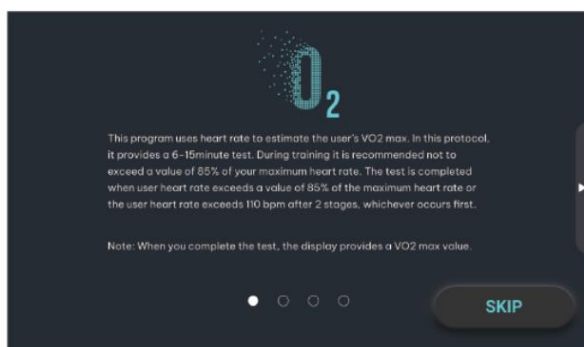 O2
This program uses heart rate to estimate the user's VO2 max. In this protocol,
it provides a 6-15minute test. During training it is recommended not to
exceed a value of 85% of your maximum heart rate. The test is completed
when user heart rate exceeds a value of 85% of the maximum heart rate or
the user heart rate exceeds 110 bpm after 2 stages, whichever occurs first.
Note: When you complete the test, the display provides a VO2 max value.
SKIP